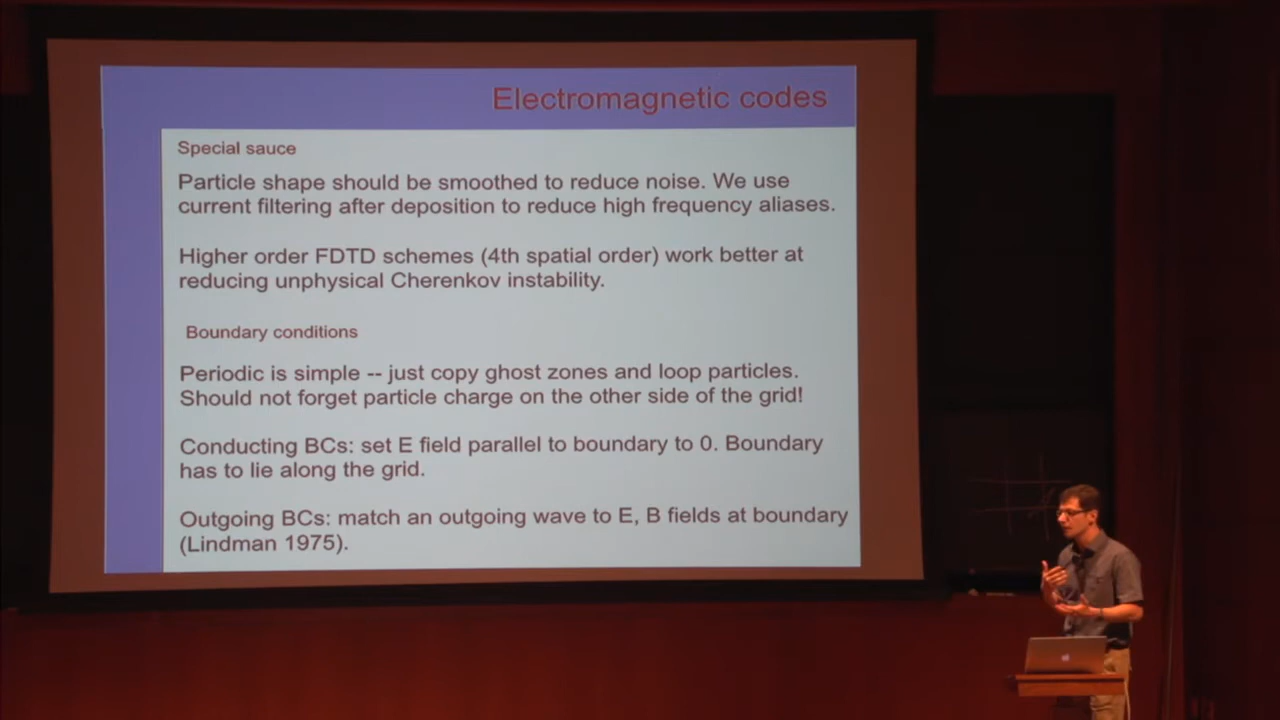 Electromagnetic codes
Special sauce
Particle shape should be smoothed to reduce noise. We use
current filtering after deposition to reduce high frequency aliases.
Higher order FDTD schemes (4th spatial order) work better at
reducing unphysical Cherenkov instability.
Boundary conditions
Periodic is simple -- just copy ghost zones and loop particles.
Should not forget particle charge on the other side of the grid!
Conducting BCs: set E field parallel to boundary to 0. Boundary
has to lie along the grid.
Outgoing BCs: match an outgoing wave to E, B fields at boundary
(Lindman 1975).